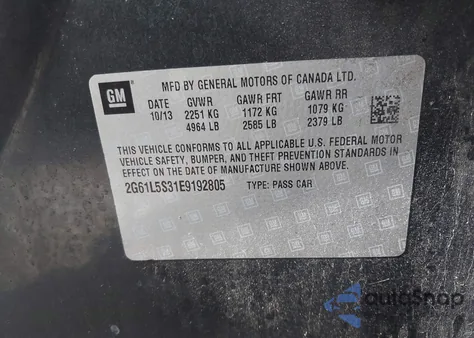 GM
MFD BY GENERAL MOTORS OF CANADA LTD.
DATE GVWR GAWR FRT GAWR RR
10/13 2251 KG 1172 KG 1079 KG
4964 LB 2585 LB 2379 LB
THIS VEHICLE CONFORMS TO ALL APPLICABLE U.S. FEDERAL MOTOR
VEHICLE SAFETY, BUMPER, AND THEFT PREVENTION STANDARDS IN
EFFECT ON THE DATE OF MANUFACTURE SHOWN ABOVE.
2G61L5S31E9192805 TYPE: PASS CAR
autoSnap